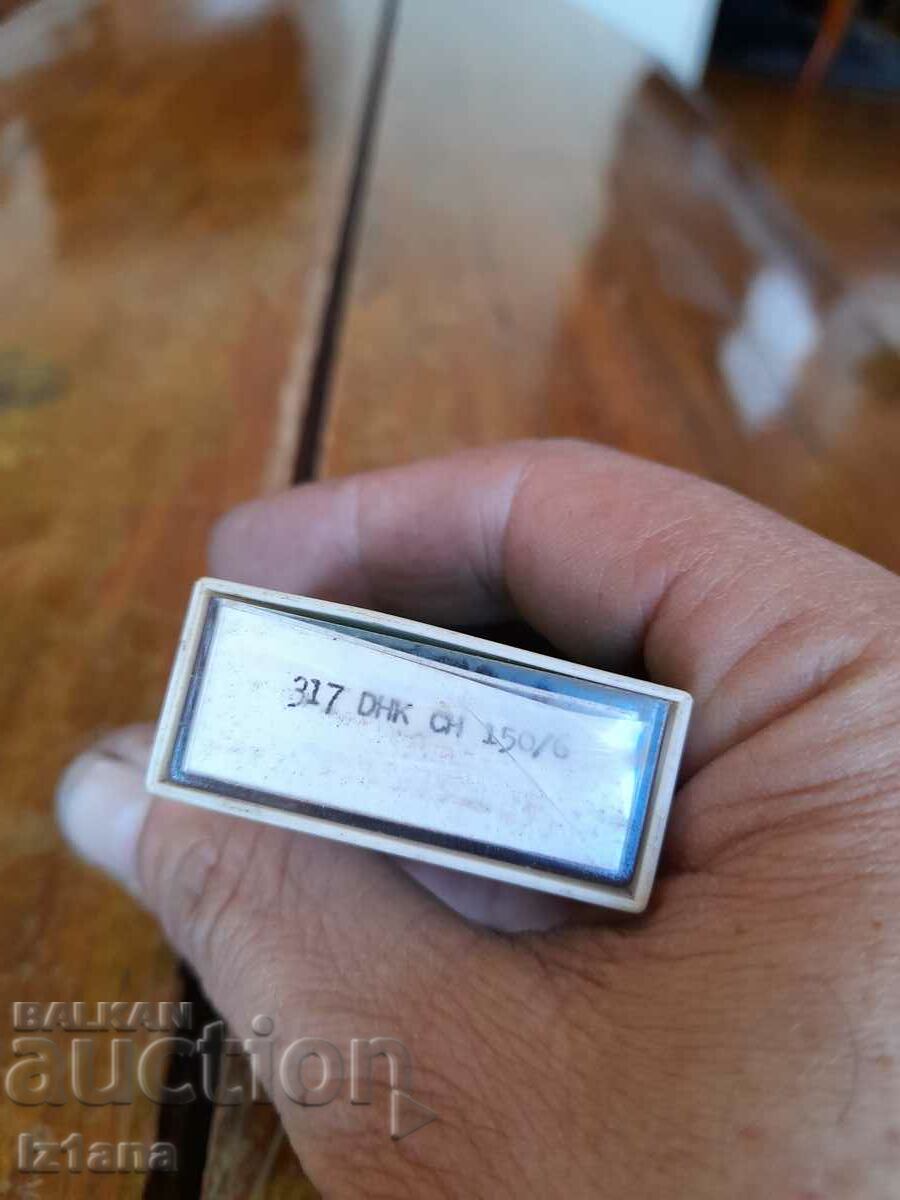 317 DHK CH 150/6
BALKAN
auction
Iz1ana